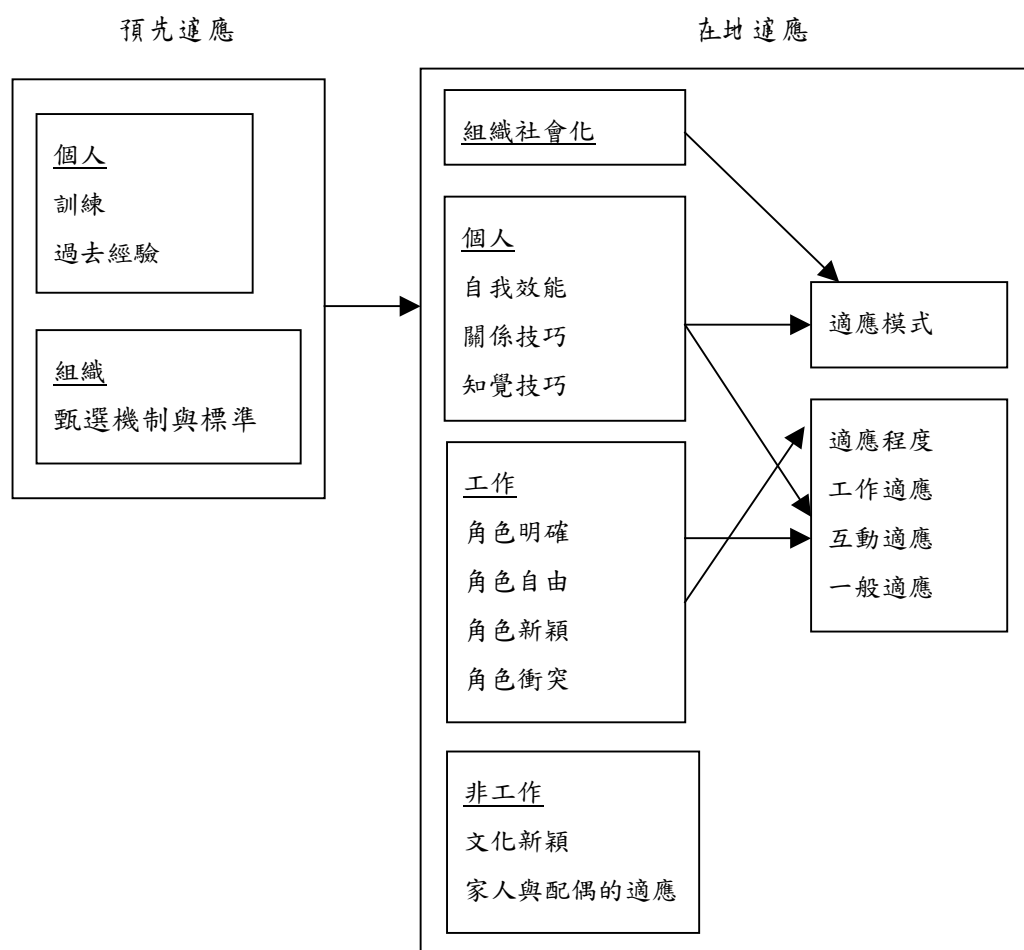 預先適應
在地適應
個人
訓練
過去經驗
組織
甄選機制與標準
組織社會化
個人
自我效能
關係技巧
知覺技巧
工作
角色明確
角色自由
角色新穎
角色衝突
非工作
文化新穎
家人與配偶的適應
適應模式
適應程度
工作適應
互動適應
一般適應